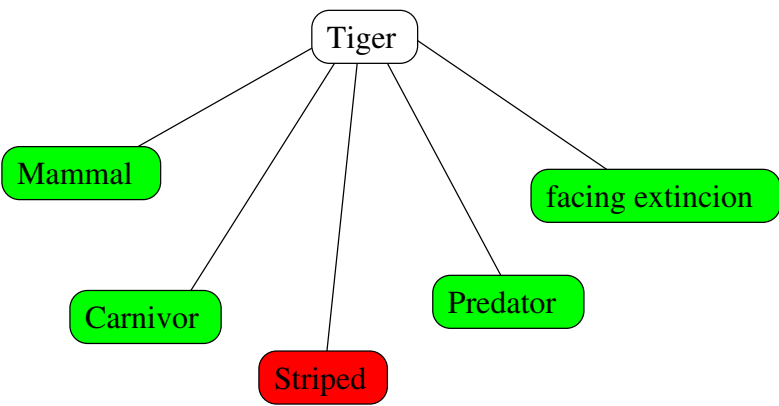 Tiger
Mammal
facing extincion
Carnivor
Predator
Striped